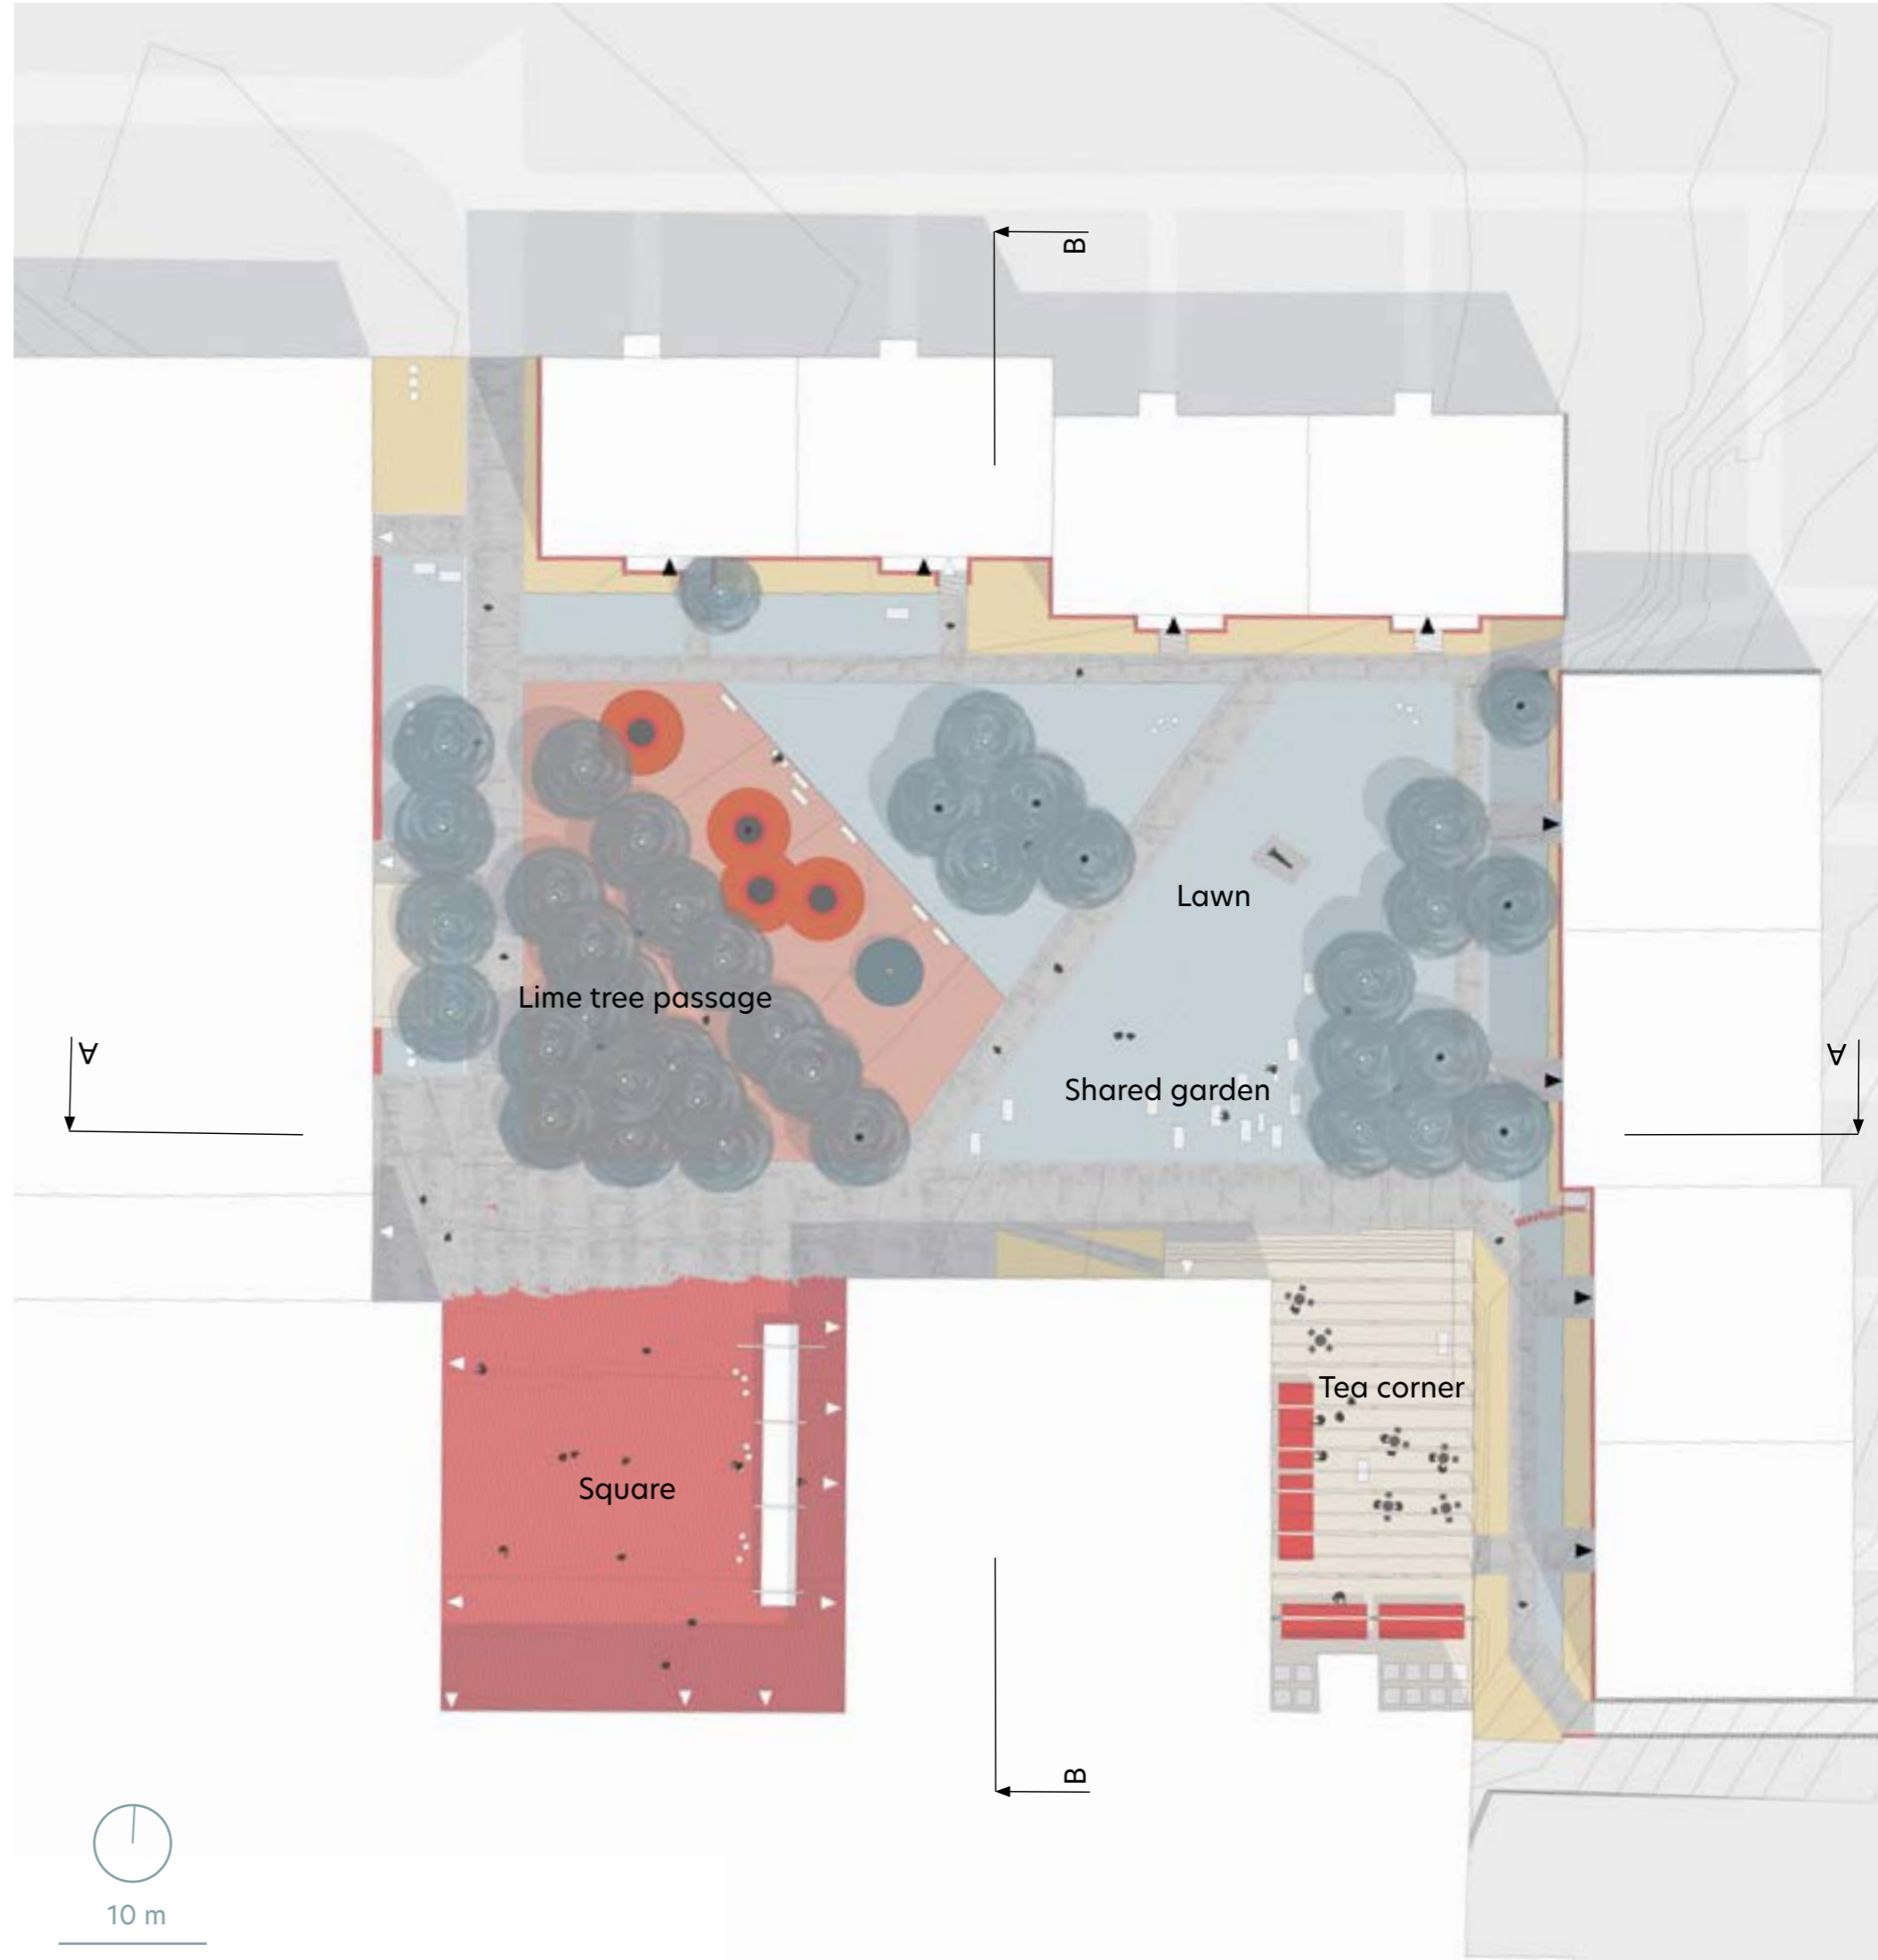 B
Lawn
Lime tree passage
A
A
Shared garden
Tea corner
Square
B
10 m